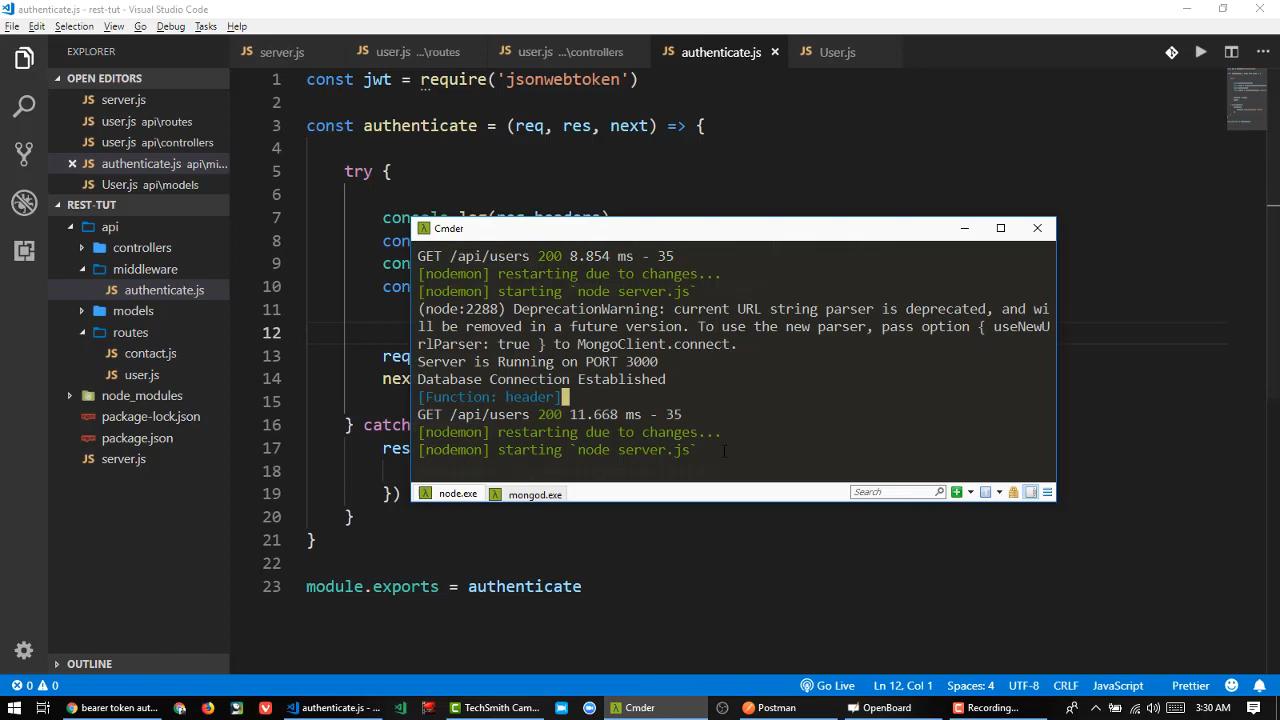 authenticate.js - rest-tut - Visual Studio Code
File Edit Selection View Go Debug Tasks Help
EXPLORER
OPEN EDITORS
server.js
user.js api\routes
user.js api\controllers
authenticate.js api\mi...
User.js api\models
REST-TUT
api
controllers
middleware
authenticate.js
models
routes
contact.js
user.js
node_modules
package-lock.json
package.json
server.js
OUTLINE
server.js user.js ...\routes user.js ...\controllers authenticate.js User.js
1 const jwt = require('jsonwebtoken')
2
3 const authenticate = (req, res, next) => {
4
5 try {
6
7
8 con
9 con
10 con
11
12
13 req
14 nex
15
16 } catch
17 res
18
19 })
20 }
21 }
22
23 module.exports = authenticate
Cmder
GET /api/users 200 8.854 ms - 35
[nodemon] restarting due to changes...
[nodemon] starting `node server.js`
(node:2288) DeprecationWarning: current URL string parser is deprecated, and wi
ll be removed in a future version. To use the new parser, pass option { useNewU
rlParser: true } to MongoClient.connect.
Server is Running on PORT 3000
Database Connection Established
[Function: header]
GET /api/users 200 11.668 ms - 35
[nodemon] restarting due to changes...
[nodemon] starting `node server.js`
node.exe mongod.exe Search
0 0 Go Live Ln 12, Col 1 Spaces: 4 UTF-8 CRLF JavaScript Prettier
bearer token aut... authenticate.js - ... TechSmith Cam... Cmder Postman OpenBoard Recording... 3:30 AM